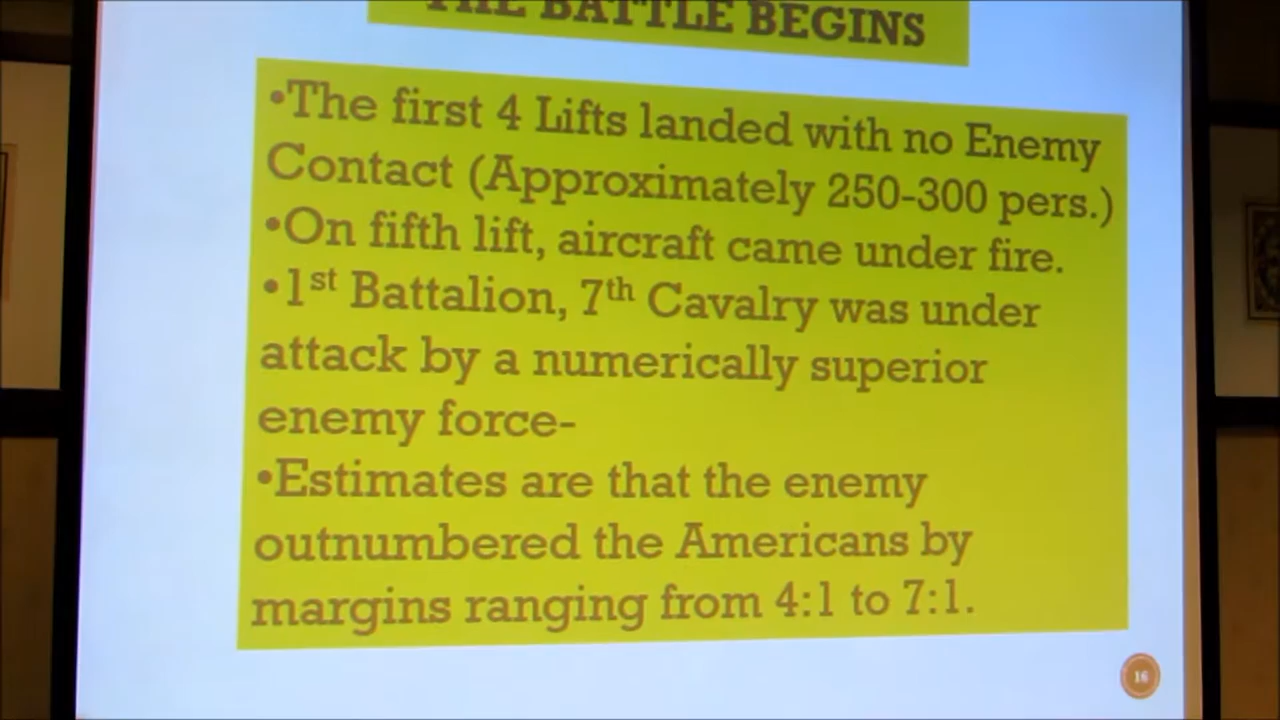 THE BATTLE BEGINS
•The first 4 Lifts landed with no Enemy
Contact (Approximately 250-300 pers.)
•On fifth lift, aircraft came under fire.
•1st Battalion, 7th Cavalry was under
attack by a numerically superior
enemy force-
•Estimates are that the enemy
outnumbered the Americans by
margins ranging from 4:1 to 7:1.
16